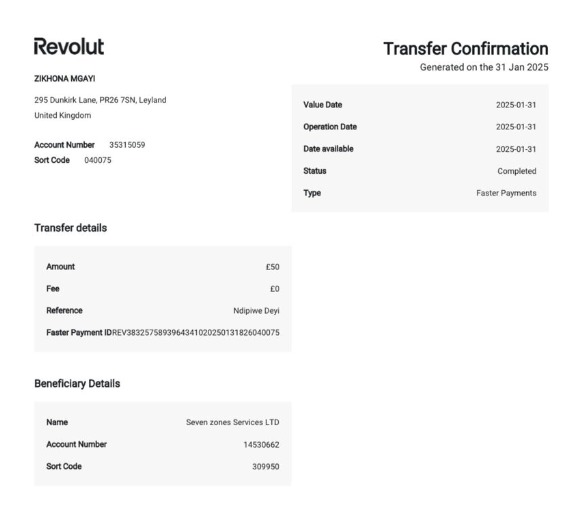 Revolut
Transfer Confirmation
Generated on the 31 Jan 2025
ZIKHONA MGAYI
295 Dunkirk Lane, PR26 7SN, Leyland
United Kingdom
Account Number 35315059
Sort Code 040075
Value Date 2025-01-31
Operation Date 2025-01-31
Date available 2025-01-31
Status Completed
Type Faster Payments
Transfer details
Amount £50
Fee £0
Reference Ndipiwe Deyi
Faster Payment IDREV38325758939643410202501318​26040075
Beneficiary Details
Name Seven zones Services LTD
Account Number 14530662
Sort Code 309950